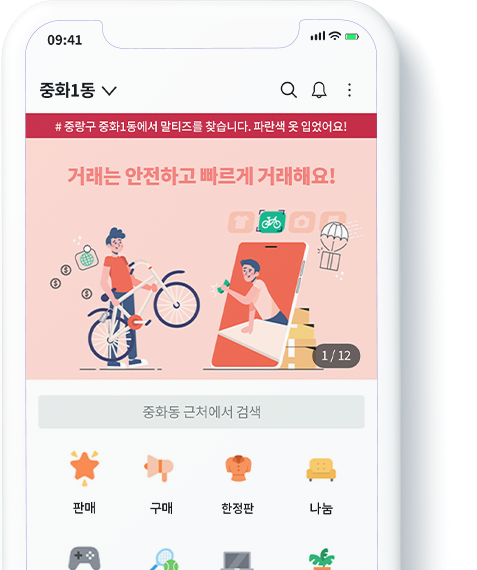 09:41
중화1동
# 중랑구 중화1동에서 말티즈를 찾습니다. 파란색 옷 입었어요!
거래는 안전하고 빠르게 거래해요!
1 / 12
중화동 근처에서 검색
판매 구매 한정판 나눔